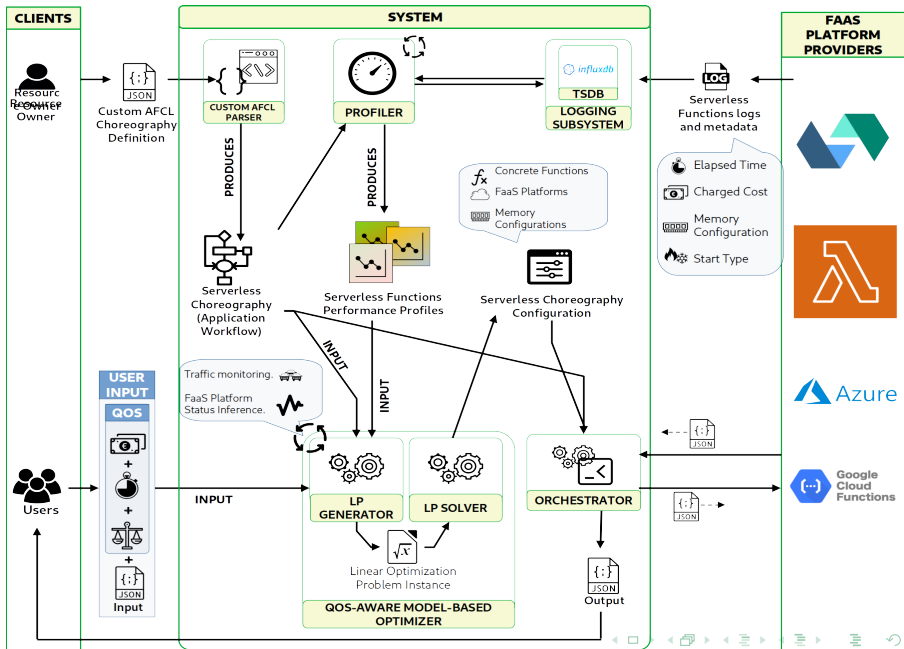 CLIENTS
SYSTEM
FAAS
PLATFORM
PROVIDERS
Resourc
e Owner
Resource
Owner
{:}
JSON
Custom AFCL
Choreography
Definition
{ }
</>
CUSTOM AFCL
PARSER
PROFILER
influxdb
TSDB
LOGGING
SUBSYSTEM
LOG
Serverless
Functions logs
and metadata
Elapsed Time
Charged Cost
Memory
Configuration
Start Type
PRODUCES
PRODUCES
fx
Concrete Functions
FaaS Platforms
Memory
Configurations
Serverless
Choreography
(Application
Workflow)
Serverless Functions
Performance Profiles
Serverless Choreography
Configuration
INPUT
INPUT
Traffic monitoring.
FaaS Platform
Status Inference.
USER
INPUT
QOS
€
+
+
+
{:}
JSON
Input
Users
INPUT
LP
GENERATOR
LP SOLVER
√x
Linear Optimization
Problem Instance
QOS-AWARE MODEL-BASED
OPTIMIZER
ORCHESTRATOR
{:}
JSON
{:}
JSON
{:}
JSON
Output
Azure
Google
Cloud
Functions